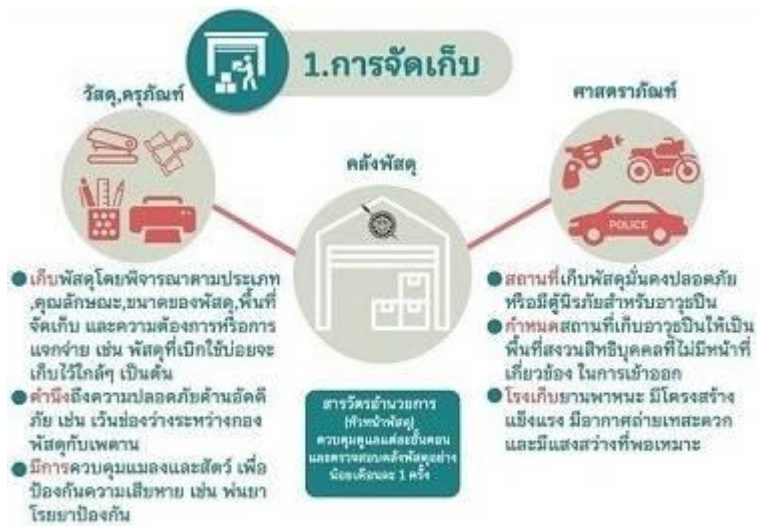 1.การจัดเก็บ
วัสดุ,ครุภัณฑ์
คลังพัสดุ
ศาสตราภัณฑ์
POLICE
เก็บพัสดุโดยพิจารณาตามประเภท
,คุณลักษณะ,ขนาดของพัสดุ,พื้นที่
จัดเก็บ และความต้องการหรือการ
แจกจ่าย เช่น พัสดุที่เบิกใช้บ่อยจะ
เก็บไว้ใกล้ๆ เป็นต้น
คำนึงถึงความปลอดภัยด้านอัคคี
ภัย เช่น เว้นช่องว่างระหว่างกอง
พัสดุกับเพดาน
มีการควบคุมแมลงและสัตว์ เพื่อ
ป้องกันความเสียหาย เช่น พ่นยา
โรยยาป้องกัน
สารวัตรอำนวยการ
(หัวหน้าพัสดุ)
ควบคุมดูแลแต่ละขั้นตอน
และตรวจสอบคลังพัสดุอย่าง
น้อยเดือนละ 1 ครั้ง
สถานที่เก็บพัสดุมั่นคงปลอดภัย
หรือมีตู้นิรภัยสำหรับอาวุธปืน
กำหนดสถานที่เก็บอาวุธปืนให้เป็น
พื้นที่สงวนสิทธิบุคคลที่ไม่มีหน้าที่
เกี่ยวข้อง ในการเข้าออก
โรงเก็บยานพาหนะ มีโครงสร้าง
แข็งแรง มีอากาศถ่ายเทสะดวก
และมีแสงสว่างที่พอเหมาะ